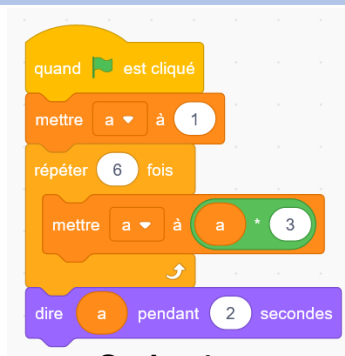 quand est cliqué
mettre a à 1
répéter 6 fois
mettre a à a * 3
dire a pendant 2 secondes